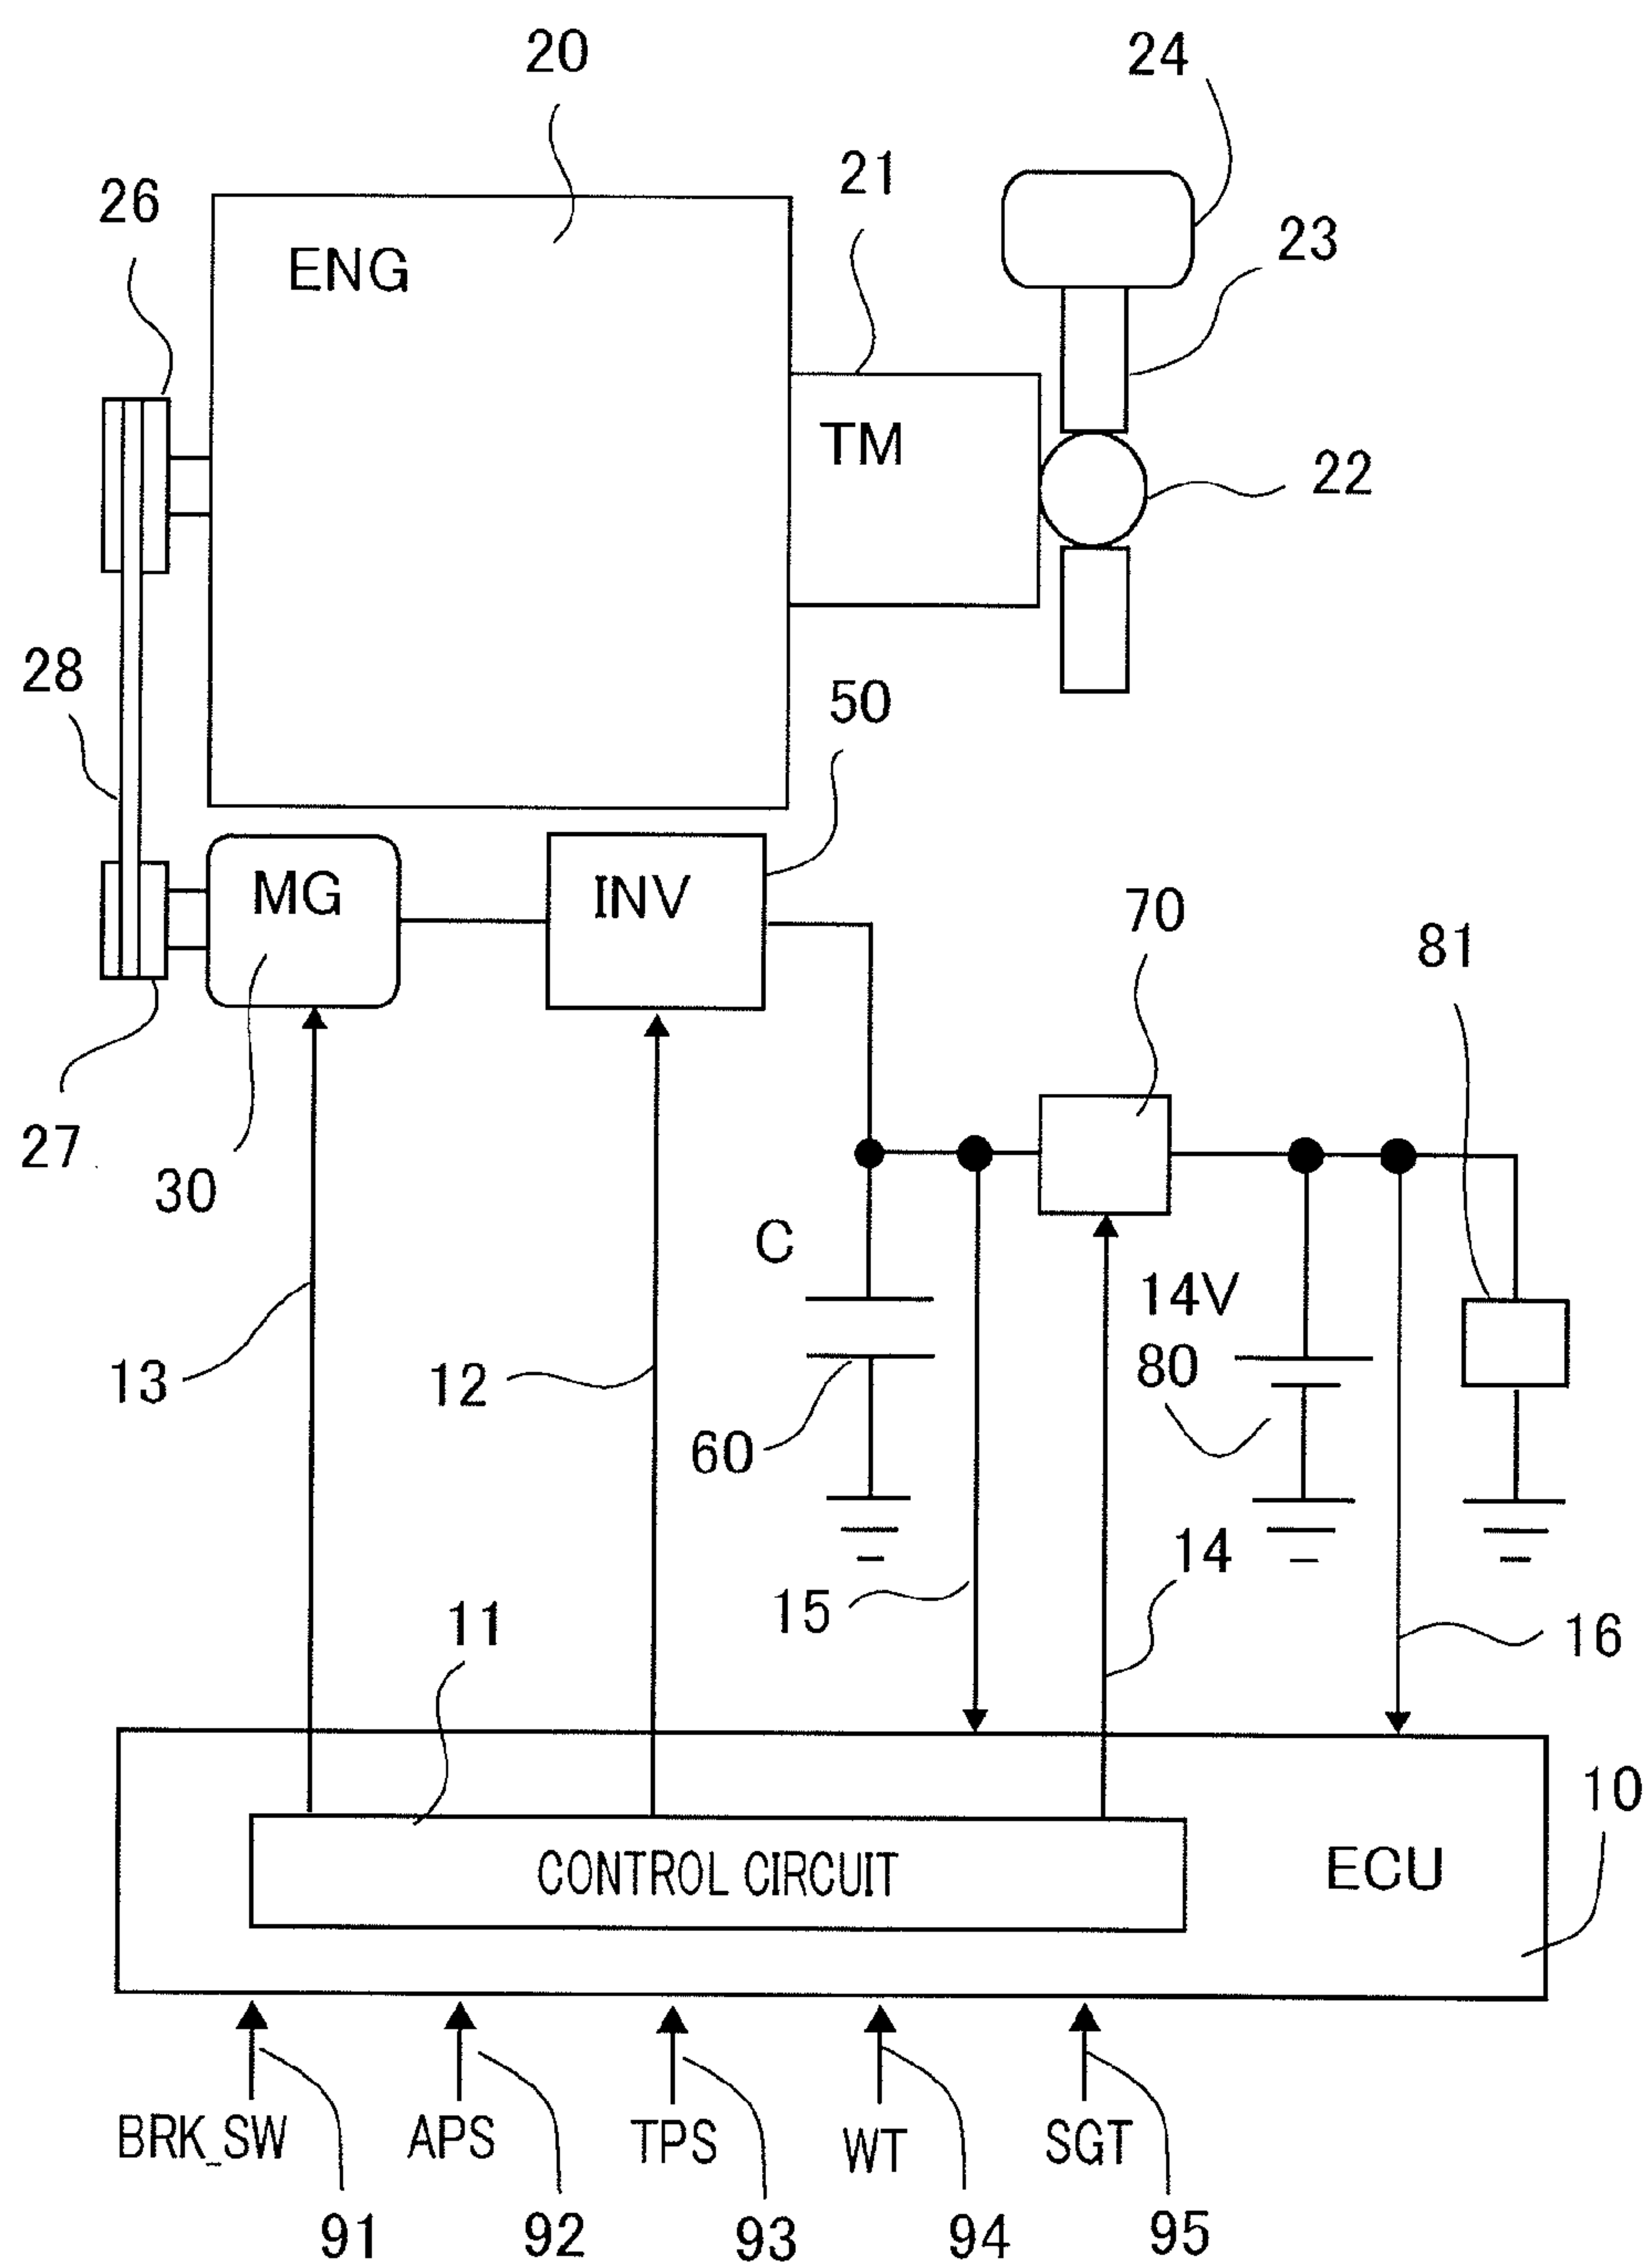 20
24
21
26
23
ENG
TM
22
28
50
MG
INV
70
81
27
30
C
14V
13
12
80
60
14
15
11
16
10
CONTROL CIRCUIT
ECU
BRK_SW
APS
TPS
WT
SGT
91
92
93
94
95